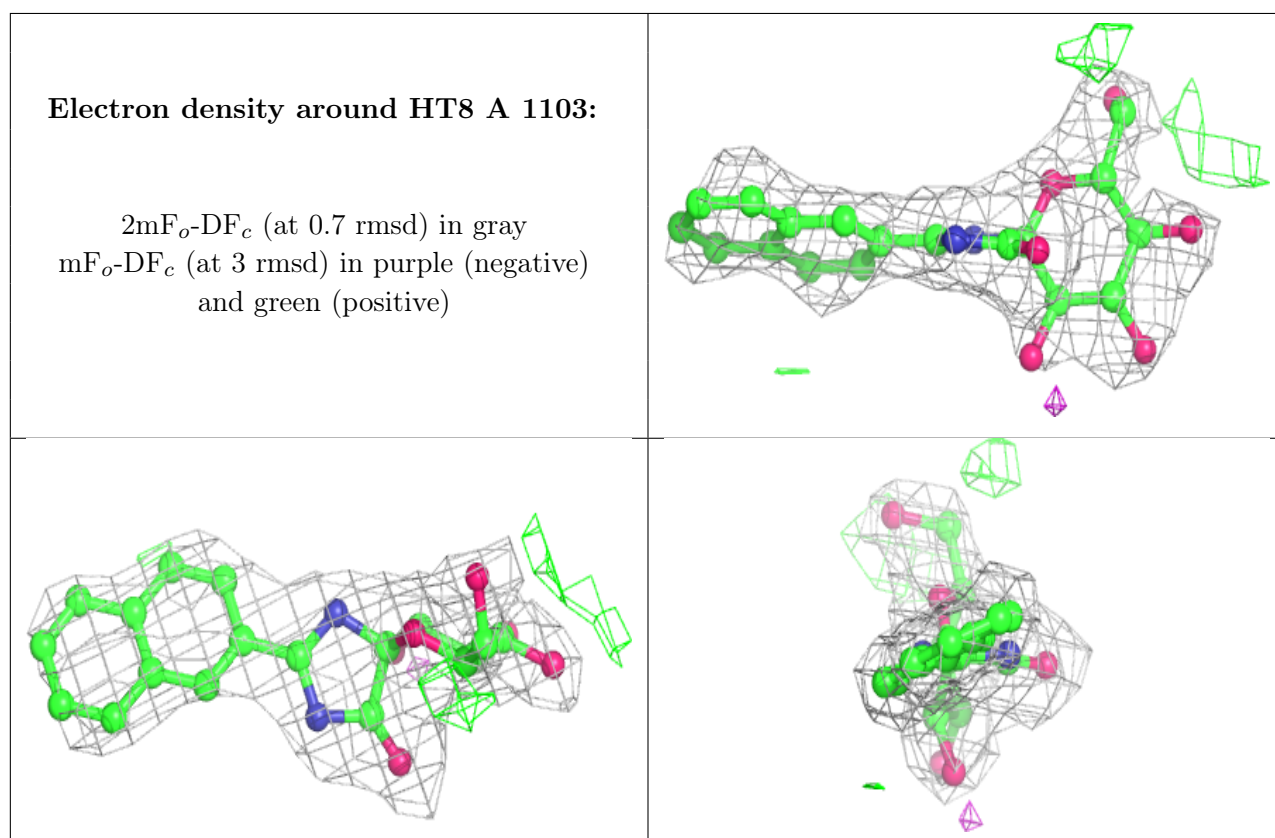 Electron density around HT8 A 1103:
2mFo-DFc (at 0.7 rmsd) in gray
mFo-DFc (at 3 rmsd) in purple (negative)
and green (positive)